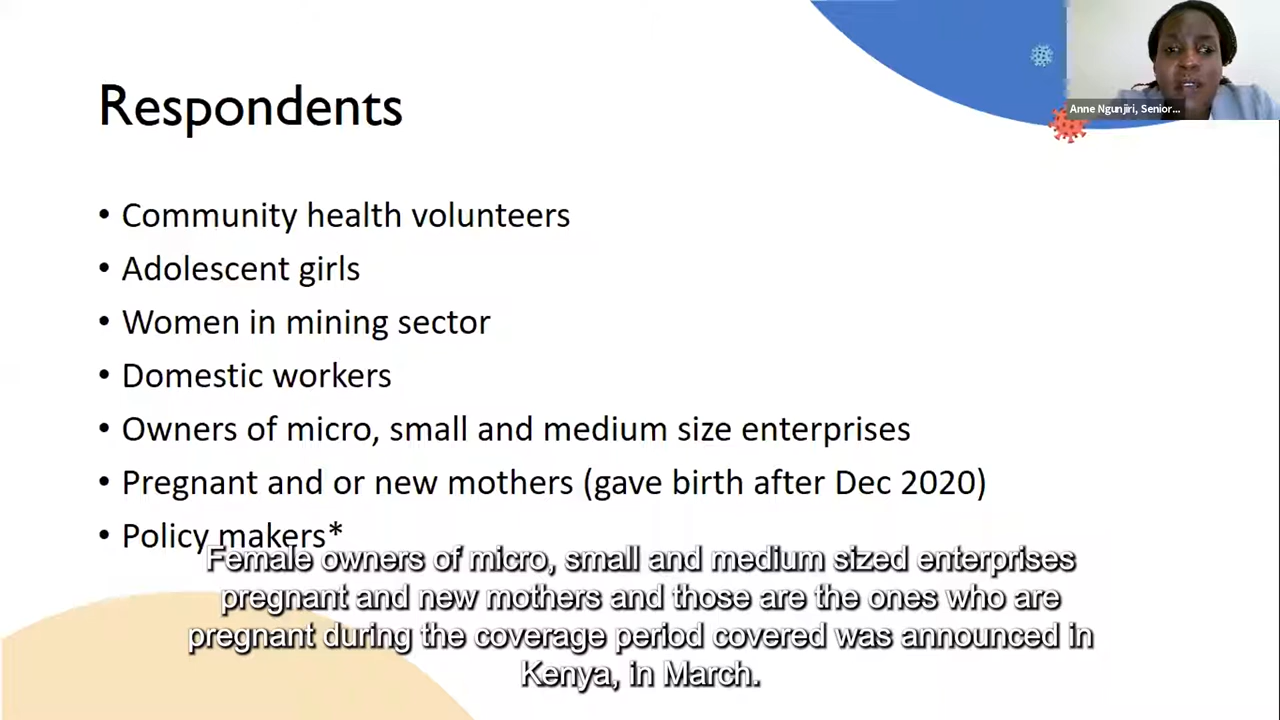 Respondents
Anne Ngunjiri, Senior...
• Community health volunteers
• Adolescent girls
• Women in mining sector
• Domestic workers
• Owners of micro, small and medium size enterprises
• Pregnant and or new mothers (gave birth after Dec 2020)
• Policy makers*
Female owners of micro, small and medium sized enterprises
pregnant and new mothers and those are the ones who are
pregnant during the coverage period covered was announced in
Kenya, in March.